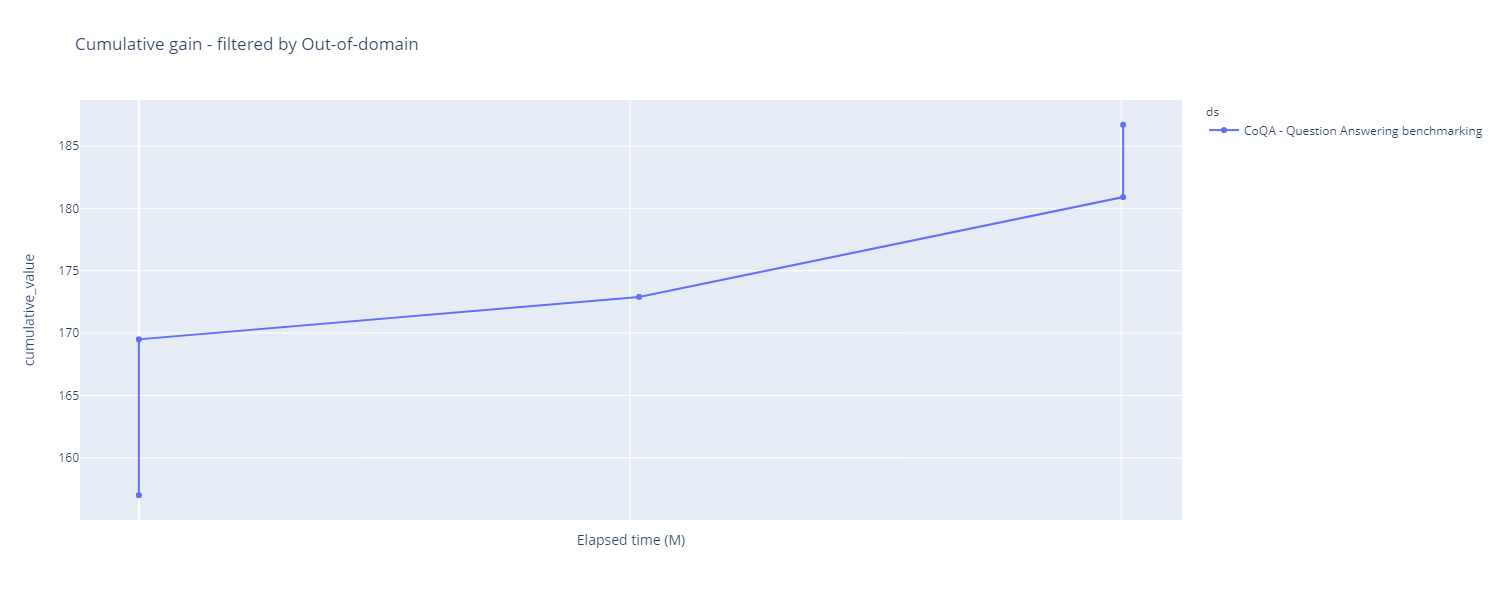 Cumulative gain - filtered by Out-of-domain
ds
CoQA - Question Answering benchmarking
185
180
175
170
165
160
cumulative_value
Elapsed time (M)